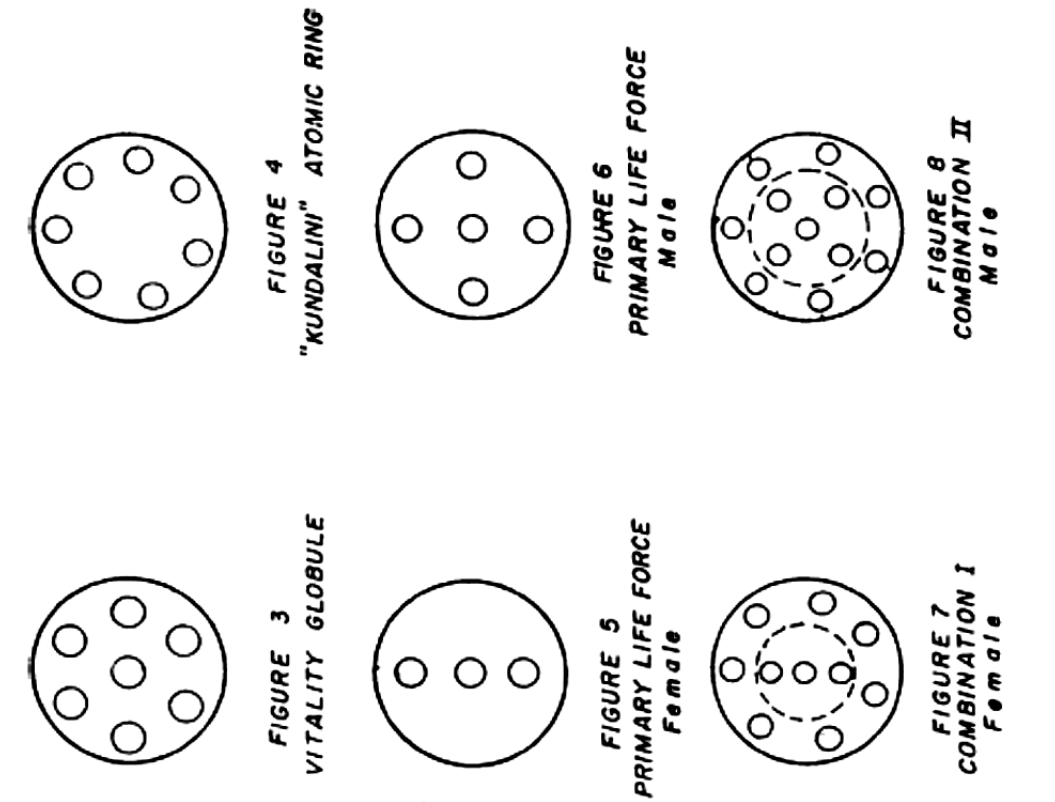 FIGURE 3
VITALITY GLOBULE
FIGURE 4
"KUNDALINI" ATOMIC RING
FIGURE 5
PRIMARY LIFE FORCE
Female
FIGURE 6
PRIMARY LIFE FORCE
Male
FIGURE 7
COMBINATION I
Female
FIGURE 8
COMBINATION II
Male